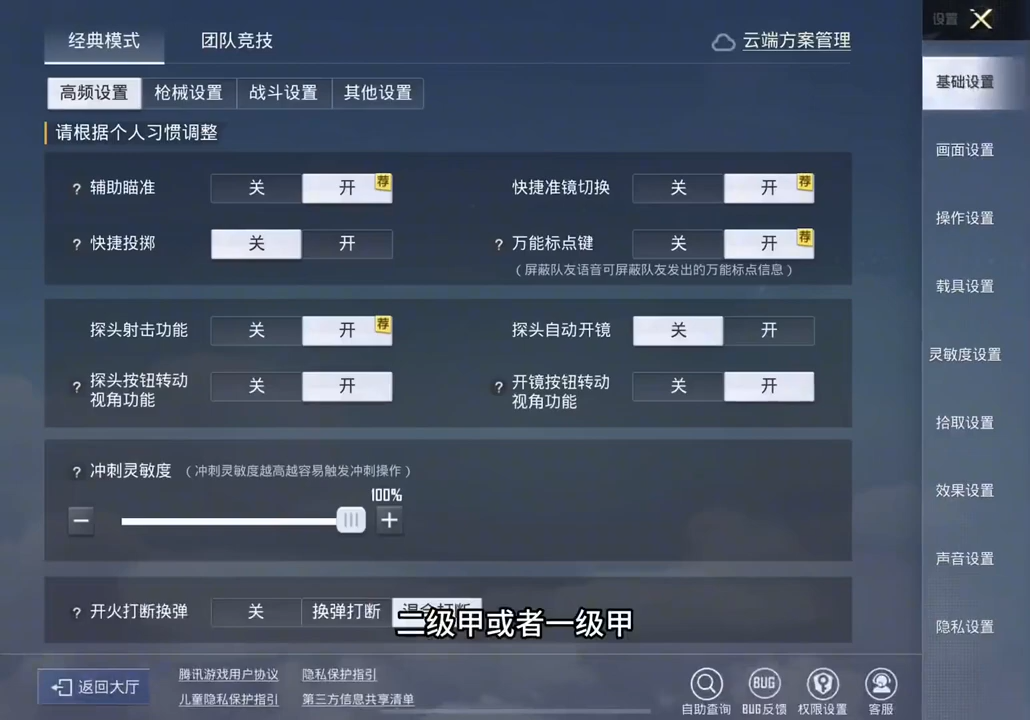 经典模式
团队竞技
云端方案管理
设置
高频设置
枪械设置
战斗设置
其他设置
请根据个人习惯调整
? 辅助瞄准 关 开 荐
快捷准镜切换 关 开 荐
? 快捷投掷 关 开
? 万能标点键 关 开 荐
（屏蔽队友语音可屏蔽队友发出的万能标点信息）
探头射击功能 关 开 荐
探头自动开镜 关 开
? 探头按钮转动
视角功能
关 开
? 开镜按钮转动
视角功能
关 开
? 冲刺灵敏度 （冲刺灵敏度越高越容易触发冲刺操作）
100%
? 开火打断换弹 关 换弹打断
二级甲或者一级甲
返回大厅
腾讯游戏用户协议
隐私保护指引
儿童隐私保护指引
第三方信息共享清单
BUG
自助查询
BUG反馈
权限设置
客服
基础设置
画面设置
操作设置
载具设置
灵敏度设置
拾取设置
效果设置
声音设置
隐私设置